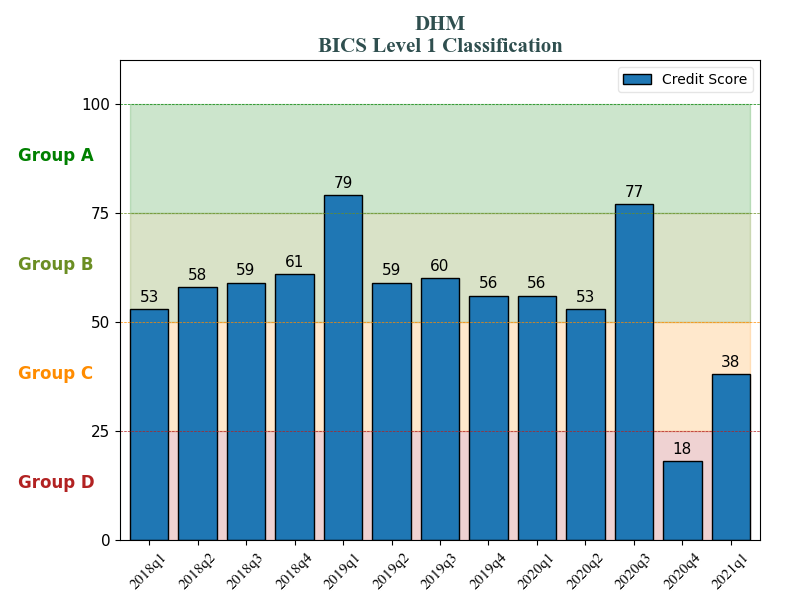 DHM
BICS Level 1 Classification
Credit Score
100
75
50
25
0
Group A
Group B
Group C
Group D
53
58
59
61
79
59
60
56
56
53
77
18
38
2018q1
2018q2
2018q3
2018q4
2019q1
2019q2
2019q3
2019q4
2020q1
2020q2
2020q3
2020q4
2021q1